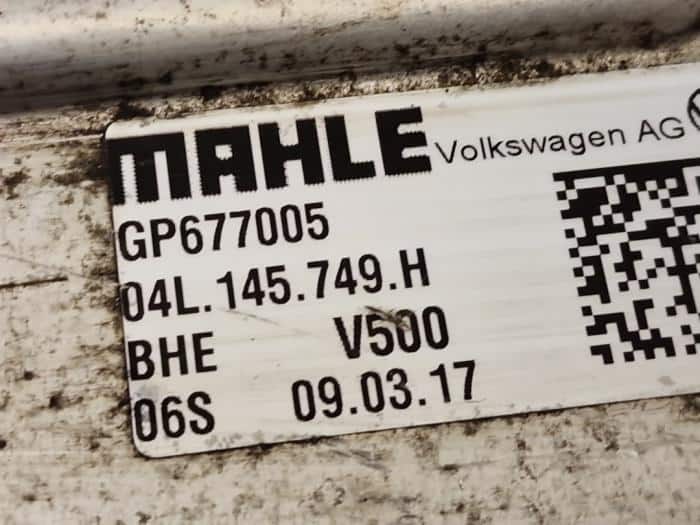 MAHLE Volkswagen AG
GP677005
04L.145.749.H
BHE V500
06S 09.03.17